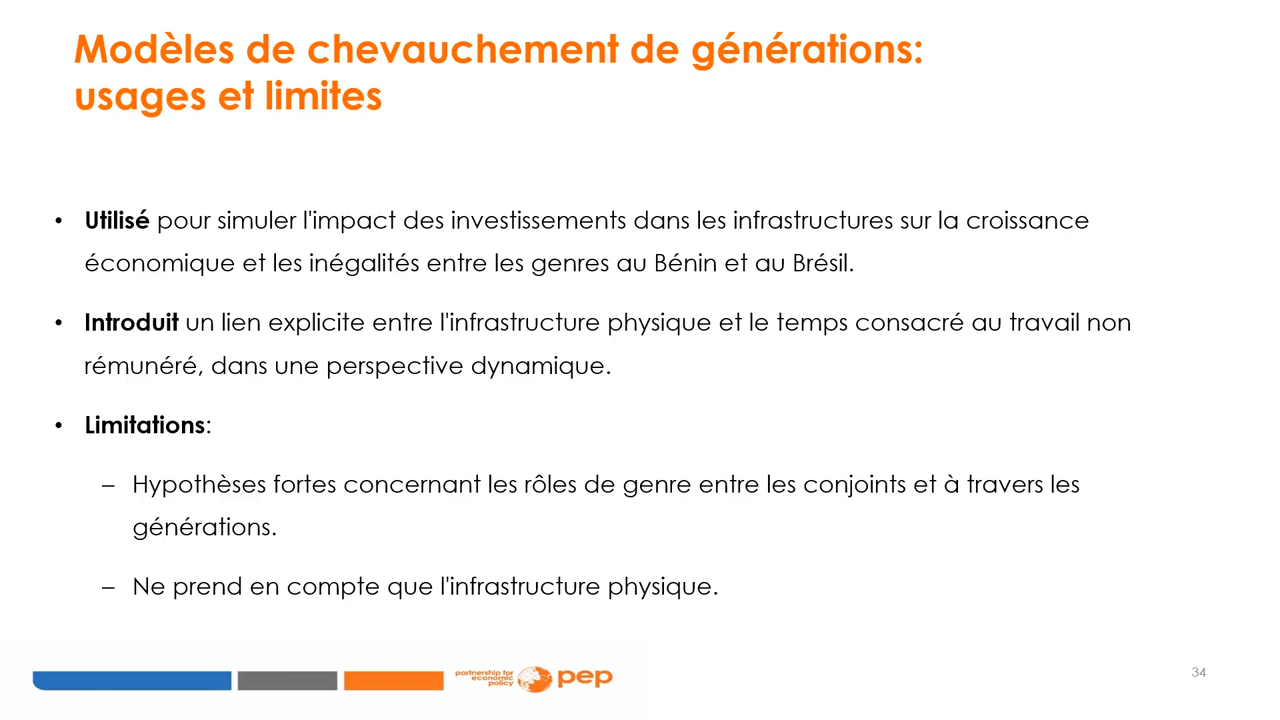 Modèles de chevauchement de générations:
usages et limites
• Utilisé pour simuler l'impact des investissements dans les infrastructures sur la croissance
économique et les inégalités entre les genres au Bénin et au Brésil.
• Introduit un lien explicite entre l'infrastructure physique et le temps consacré au travail non
rémunéré, dans une perspective dynamique.
• Limitations:
– Hypothèses fortes concernant les rôles de genre entre les conjoints et à travers les
générations.
– Ne prend en compte que l'infrastructure physique.
partnership for
economic
policy
pep
34